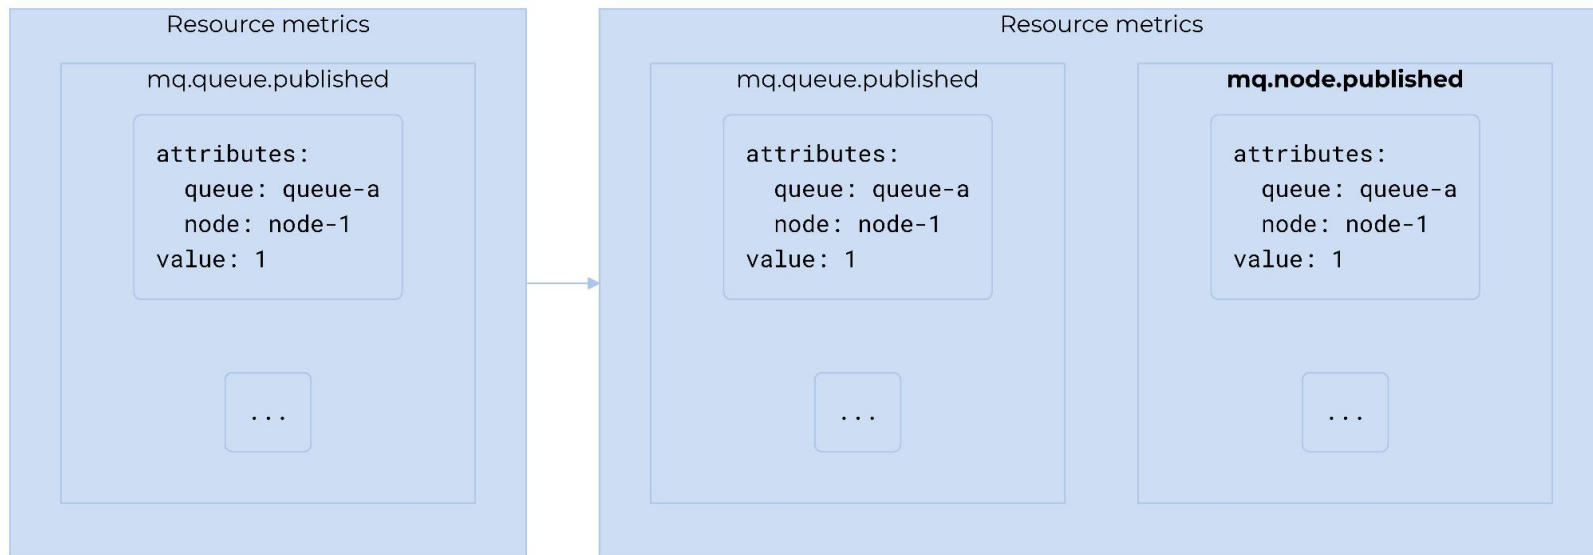 Resource metrics
mq.queue.published
attributes:
queue: queue-a
node: node-1
value: 1
...
Resource metrics
mq.queue.published
attributes:
queue: queue-a
node: node-1
value: 1
...
mq.node.published
attributes:
queue: queue-a
node: node-1
value: 1
...